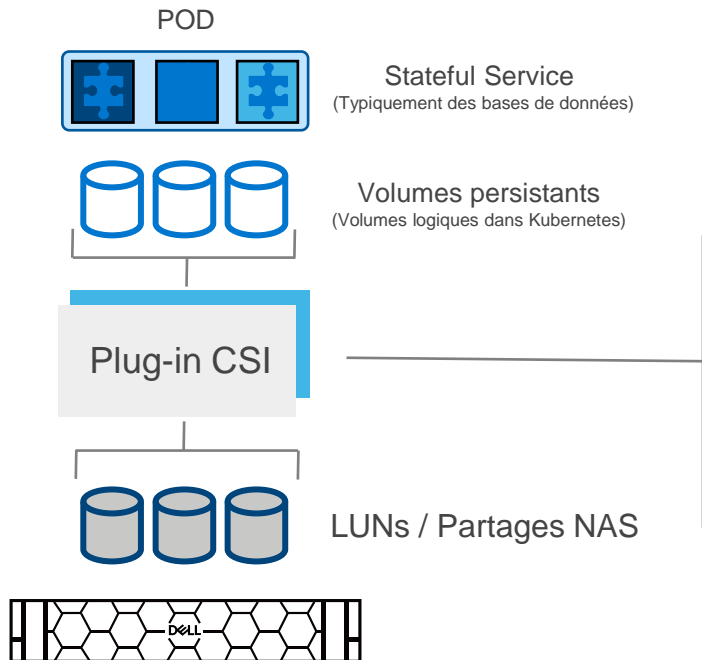 POD
Stateful Service
(Typiquement des bases de données)
Volumes persistants
(Volumes logiques dans Kubernetes)
Plug-in CSI
LUNs / Partages NAS
DELL